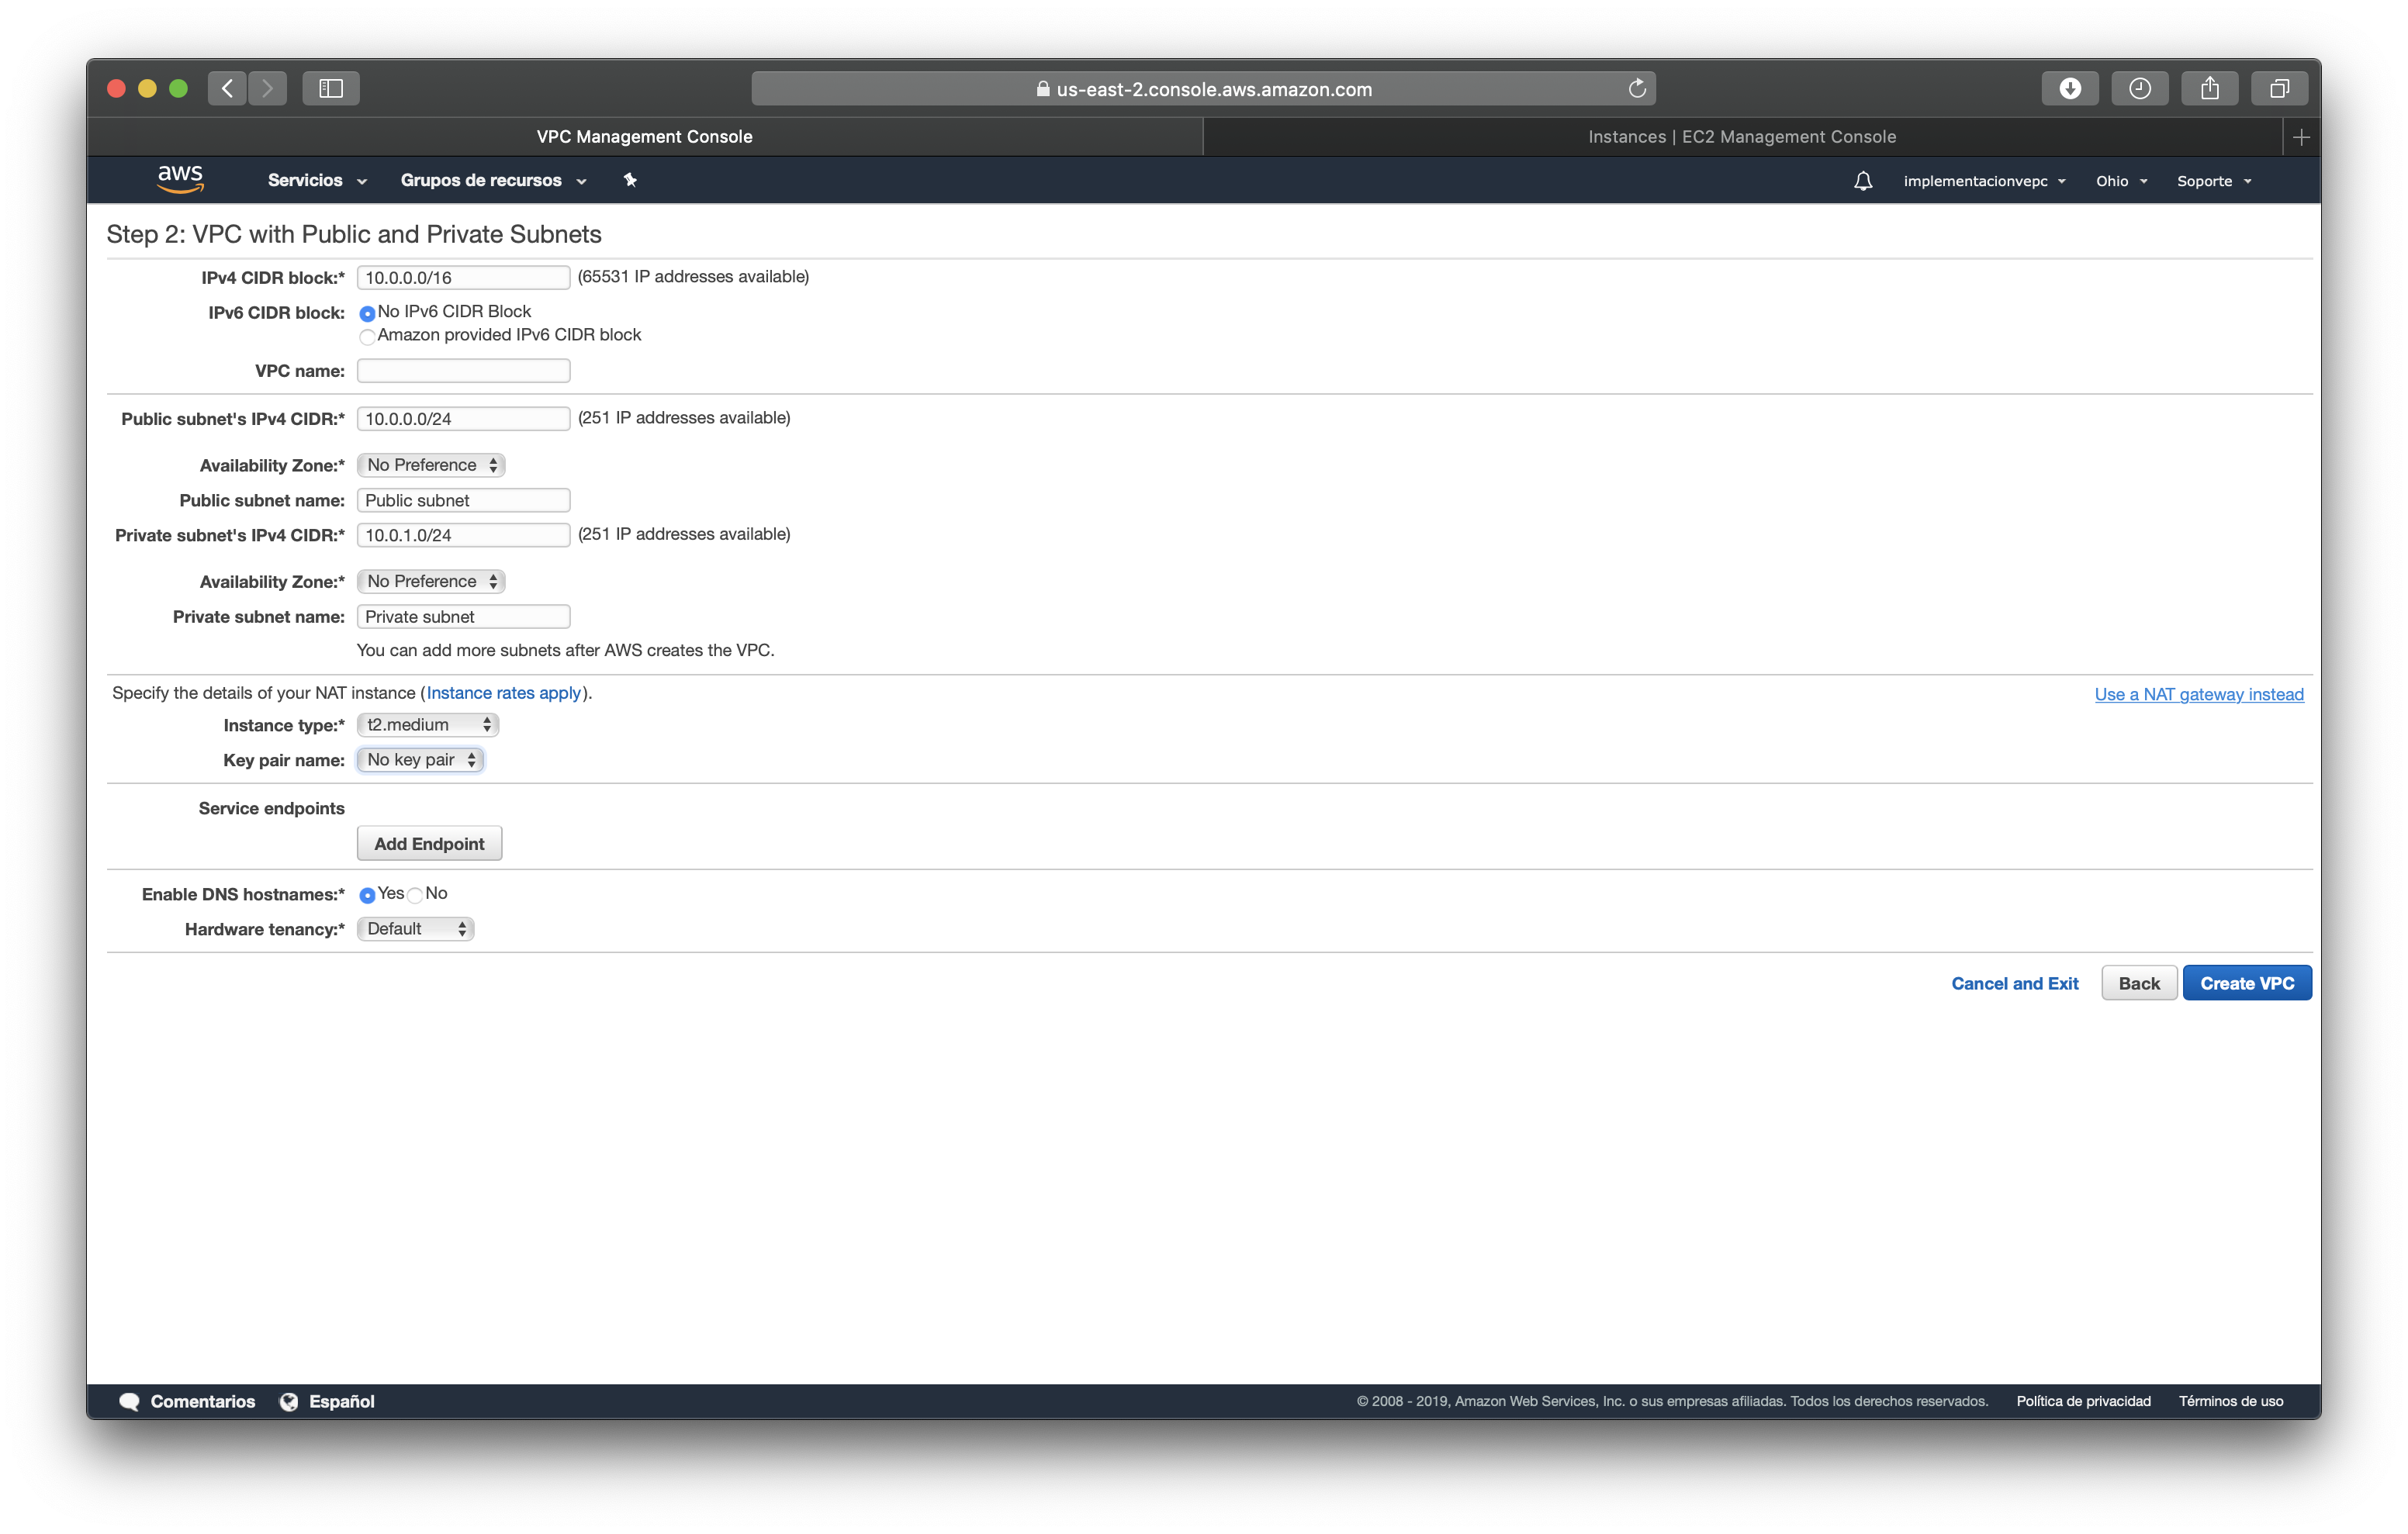 us-east-2.console.aws.amazon.com
VPC Management Console
Instances | EC2 Management Console
aws
Servicios
Grupos de recursos
implementacionvepc
Ohio
Soporte
Step 2: VPC with Public and Private Subnets
IPv4 CIDR block:* 10.0.0.0/16 (65531 IP addresses available)
IPv6 CIDR block: No IPv6 CIDR Block
Amazon provided IPv6 CIDR block
VPC name:
Public subnet's IPv4 CIDR:* 10.0.0.0/24 (251 IP addresses available)
Availability Zone:* No Preference
Public subnet name: Public subnet
Private subnet's IPv4 CIDR:* 10.0.1.0/24 (251 IP addresses available)
Availability Zone:* No Preference
Private subnet name: Private subnet
You can add more subnets after AWS creates the VPC.
Specify the details of your NAT instance (Instance rates apply).
Use a NAT gateway instead
Instance type:* t2.medium
Key pair name: No key pair
Service endpoints
Add Endpoint
Enable DNS hostnames:* Yes No
Hardware tenancy:* Default
Cancel and Exit
Back
Create VPC
Comentarios
Español
© 2008 - 2019, Amazon Web Services, Inc. o sus empresas afiliadas. Todos los derechos reservados.
Política de privacidad
Términos de uso